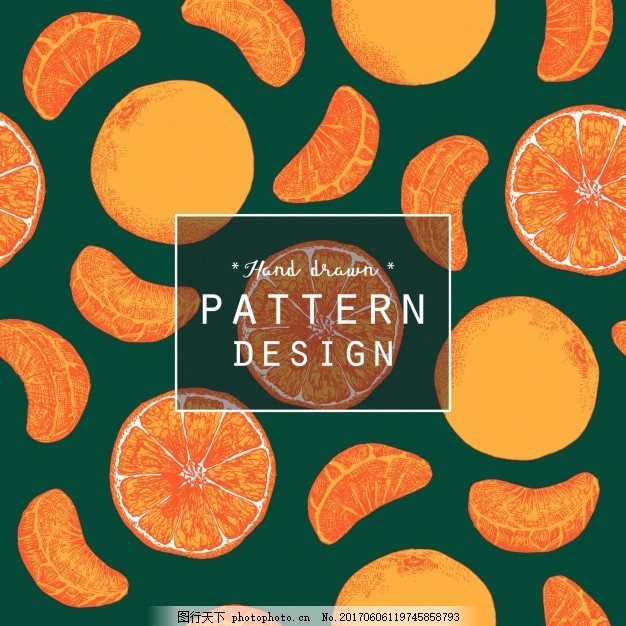 * Hand drawn *
PATTERN
DESIGN
图行天下 photophoto.cn No.20170606119745858793